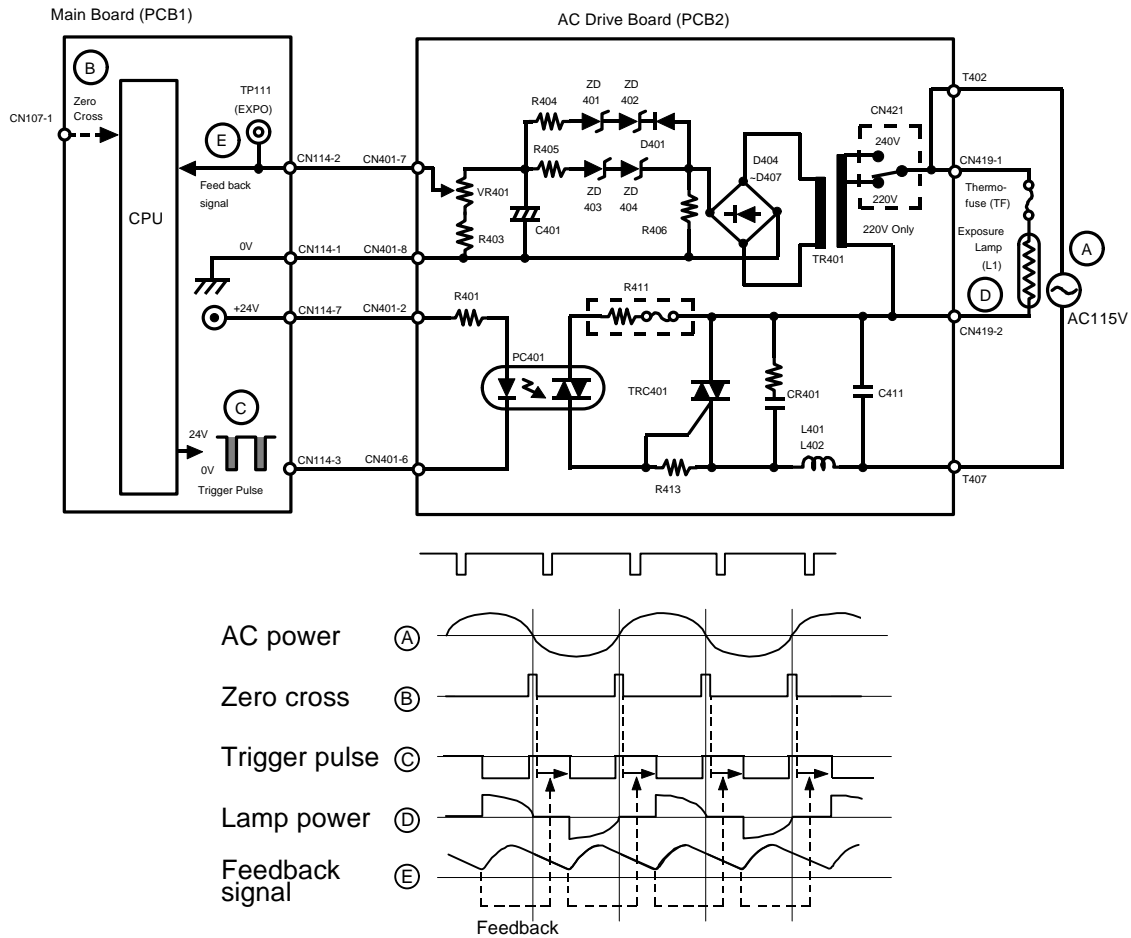 Main Board (PCB1)
AC Drive Board (PCB2)
B
Zero
Cross
CN107-1
TP111
(EXPO)
E
Feed back
signal
CPU
0V
+24V
C
24V
0V
Trigger Pulse
CN114-2
CN114-1
CN114-7
CN114-3
CN401-7
CN401-8
CN401-2
CN401-6
R404
ZD
401
ZD
402
D401
R405
ZD
403
ZD
404
VR401
R403
C401
R406
D404
~D407
TR401
CN421
240V
220V
220V Only
T402
CN419-1
Thermo-
fuse (TF)
Exposure
Lamp
(L1)
D
A
AC115V
CN419-2
R401
PC401
R411
TRC401
CR401
C411
L401
L402
R413
T407
AC power A
Zero cross B
Trigger pulse C
Lamp power D
Feedback
signal E
Feedback